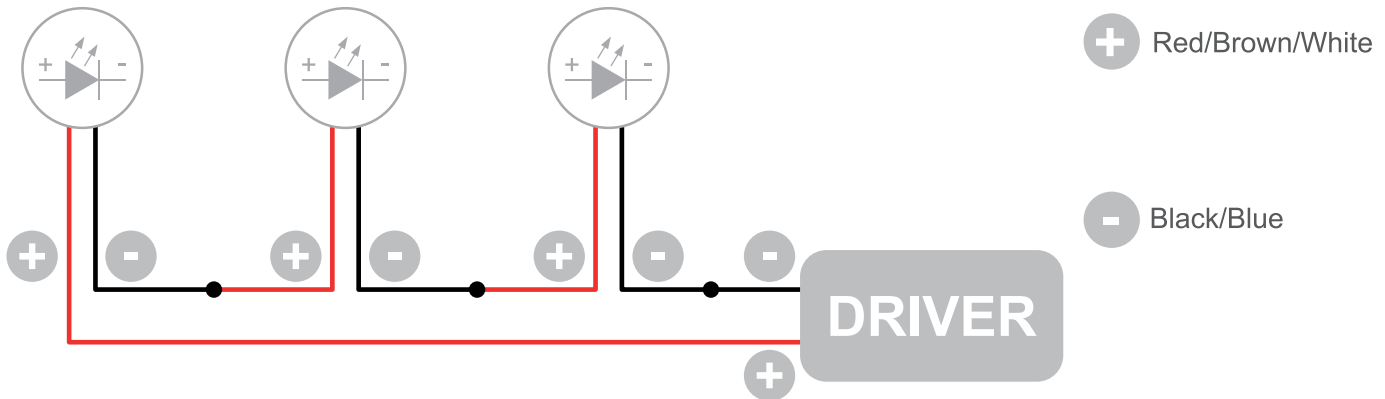 + -
+ -
+ -
+ Red/Brown/White
- Black/Blue
+ - + - + - -
DRIVER
+